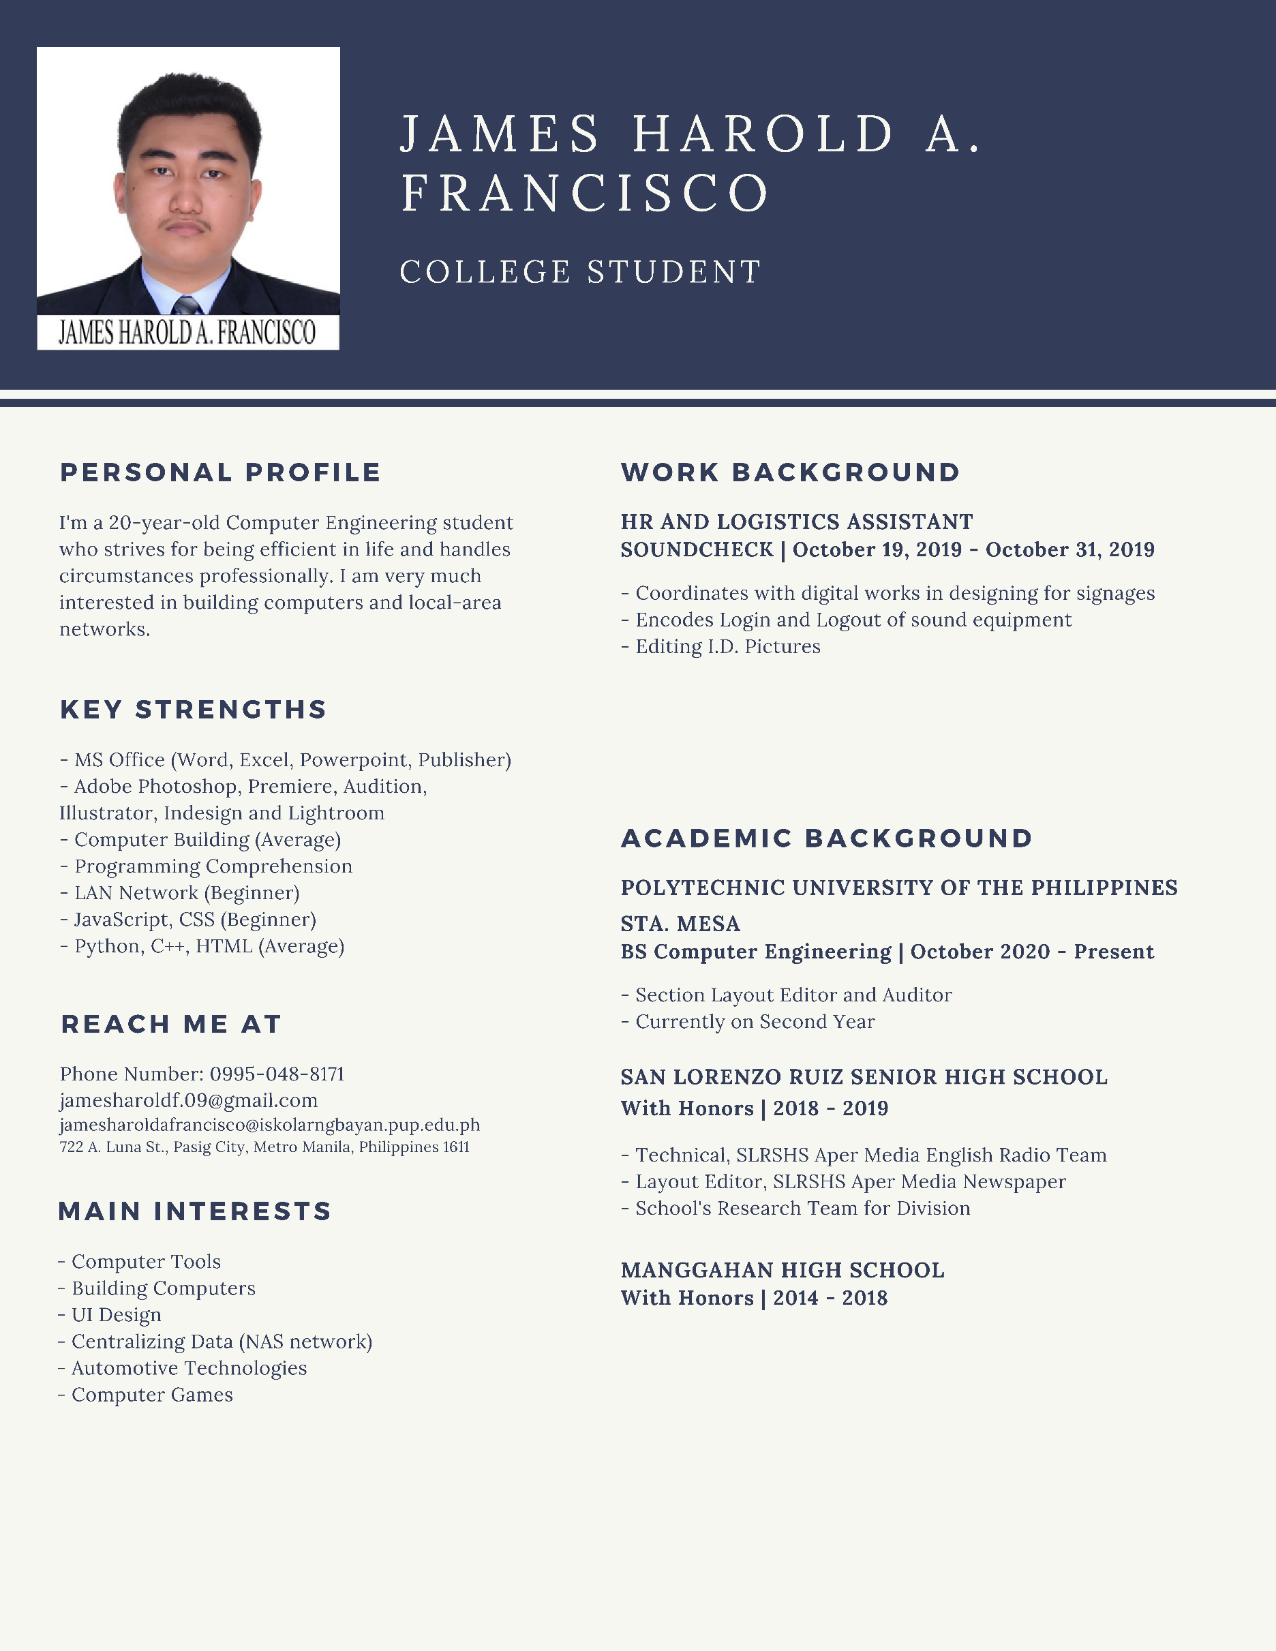 JAMES HAROLD A.
FRANCISCO
COLLEGE STUDENT
JAMES HAROLD A. FRANCISCO
PERSONAL PROFILE
I'm a 20-year-old Computer Engineering student
who strives for being efficient in life and handles
circumstances professionally. I am very much
interested in building computers and local-area
networks.
KEY STRENGTHS
- MS Office (Word, Excel, Powerpoint, Publisher)
- Adobe Photoshop, Premiere, Audition,
Illustrator, Indesign and Lightroom
- Computer Building (Average)
- Programming Comprehension
- LAN Network (Beginner)
- JavaScript, CSS (Beginner)
- Python, C++, HTML (Average)
REACH ME AT
Phone Number: 0995-048-8171
jamesharoldf.09@gmail.com
jamesharoldafrancisco@iskolarngbayan.pup.edu.ph
722 A. Luna St., Pasig City, Metro Manila, Philippines 1611
MAIN INTERESTS
- Computer Tools
- Building Computers
- UI Design
- Centralizing Data (NAS network)
- Automotive Technologies
- Computer Games
WORK BACKGROUND
HR AND LOGISTICS ASSISTANT
SOUNDCHECK | October 19, 2019 - October 31, 2019
- Coordinates with digital works in designing for signages
- Encodes Login and Logout of sound equipment
- Editing I.D. Pictures
ACADEMIC BACKGROUND
POLYTECHNIC UNIVERSITY OF THE PHILIPPINES
STA. MESA
BS Computer Engineering | October 2020 - Present
- Section Layout Editor and Auditor
- Currently on Second Year
SAN LORENZO RUIZ SENIOR HIGH SCHOOL
With Honors | 2018 - 2019
- Technical, SLRSHS Aper Media English Radio Team
- Layout Editor, SLRSHS Aper Media Newspaper
- School's Research Team for Division
MANGGAHAN HIGH SCHOOL
With Honors | 2014 - 2018